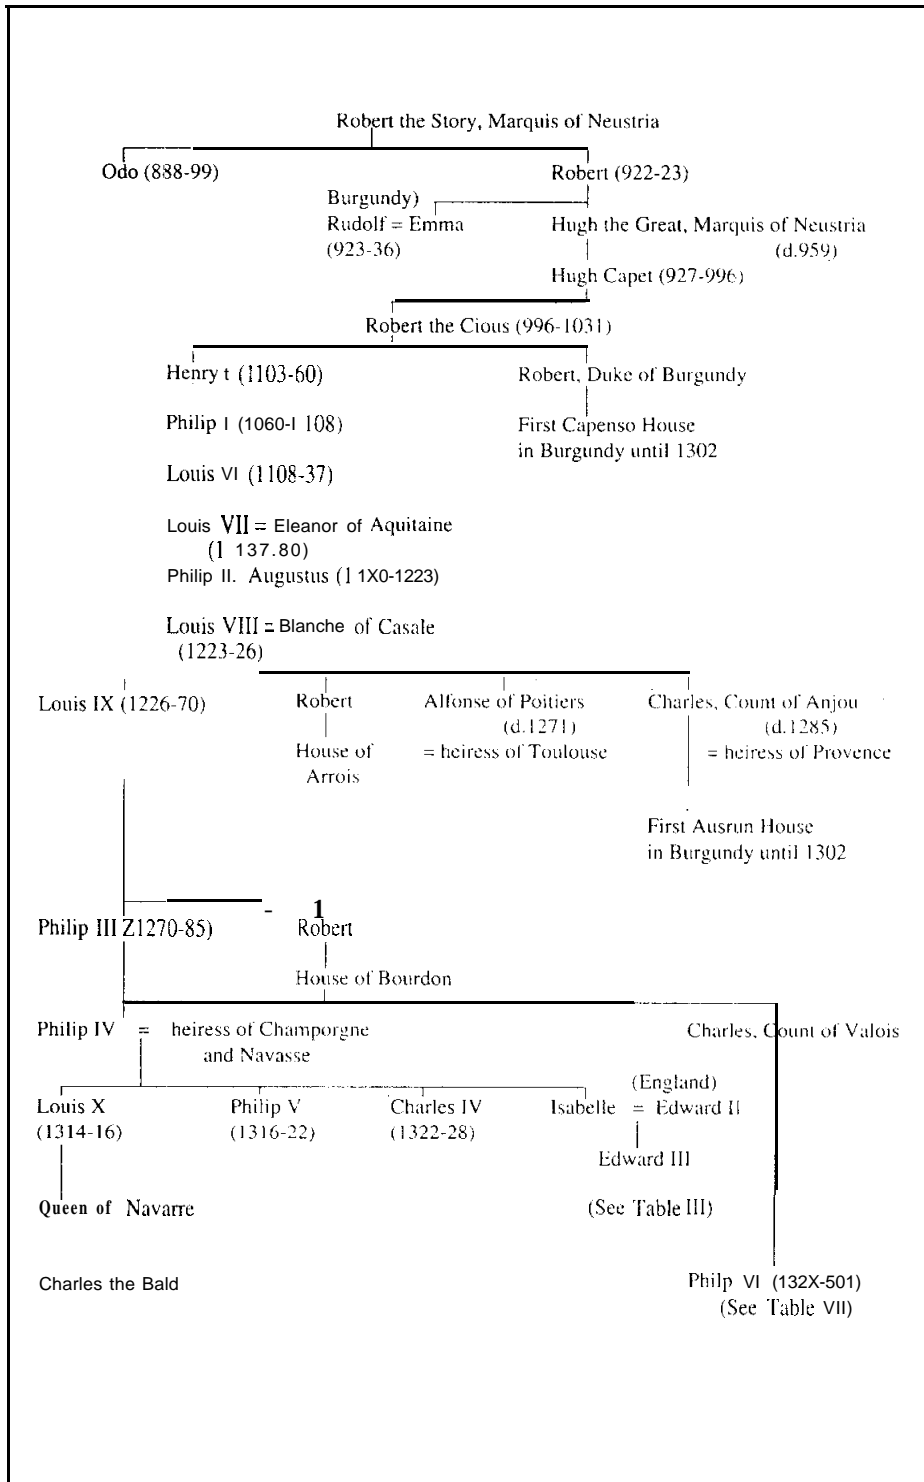 Robert the Story, Marquis of Neustria
Odo (888-99)
Robert (922-23)
Burgundy)
Rudolf = Emma
(923-36)
Hugh the Great, Marquis of Neustria
(d.959)
Hugh Capet (927-996)
Robert the Cious (996-1031)
Henry t (1103-60)
Robert, Duke of Burgundy
Philip I (1060-I 108)
First Capenso House
in Burgundy until 1302
Louis VI (1108-37)
Louis VII = Eleanor of Aquitaine
(1 137.80)
Philip II. Augustus (1 1X0-1223)
Louis VIII = Blanche of Casale
(1223-26)
Louis IX (1226-70)
Robert
House of
Arrois
Alfonse of Poitiers
(d.1271)
= heiress of Toulouse
Charles, Count of Anjou
(d.1285)
= heiress of Provence
First Ausrun House
in Burgundy until 1302
- 1
Philip III Z1270-85)
Robert
House of Bourdon
Philip IV = heiress of Champorgne
and Navasse
Charles, Count of Valois
Louis X
(1314-16)
Philip V
(1316-22)
Charles IV
(1322-28)
(England)
Isabelle = Edward II
Edward III
Queen of Navarre
(See Table III)
Charles the Bald
Philp VI (132X-501)
(See Table VII)